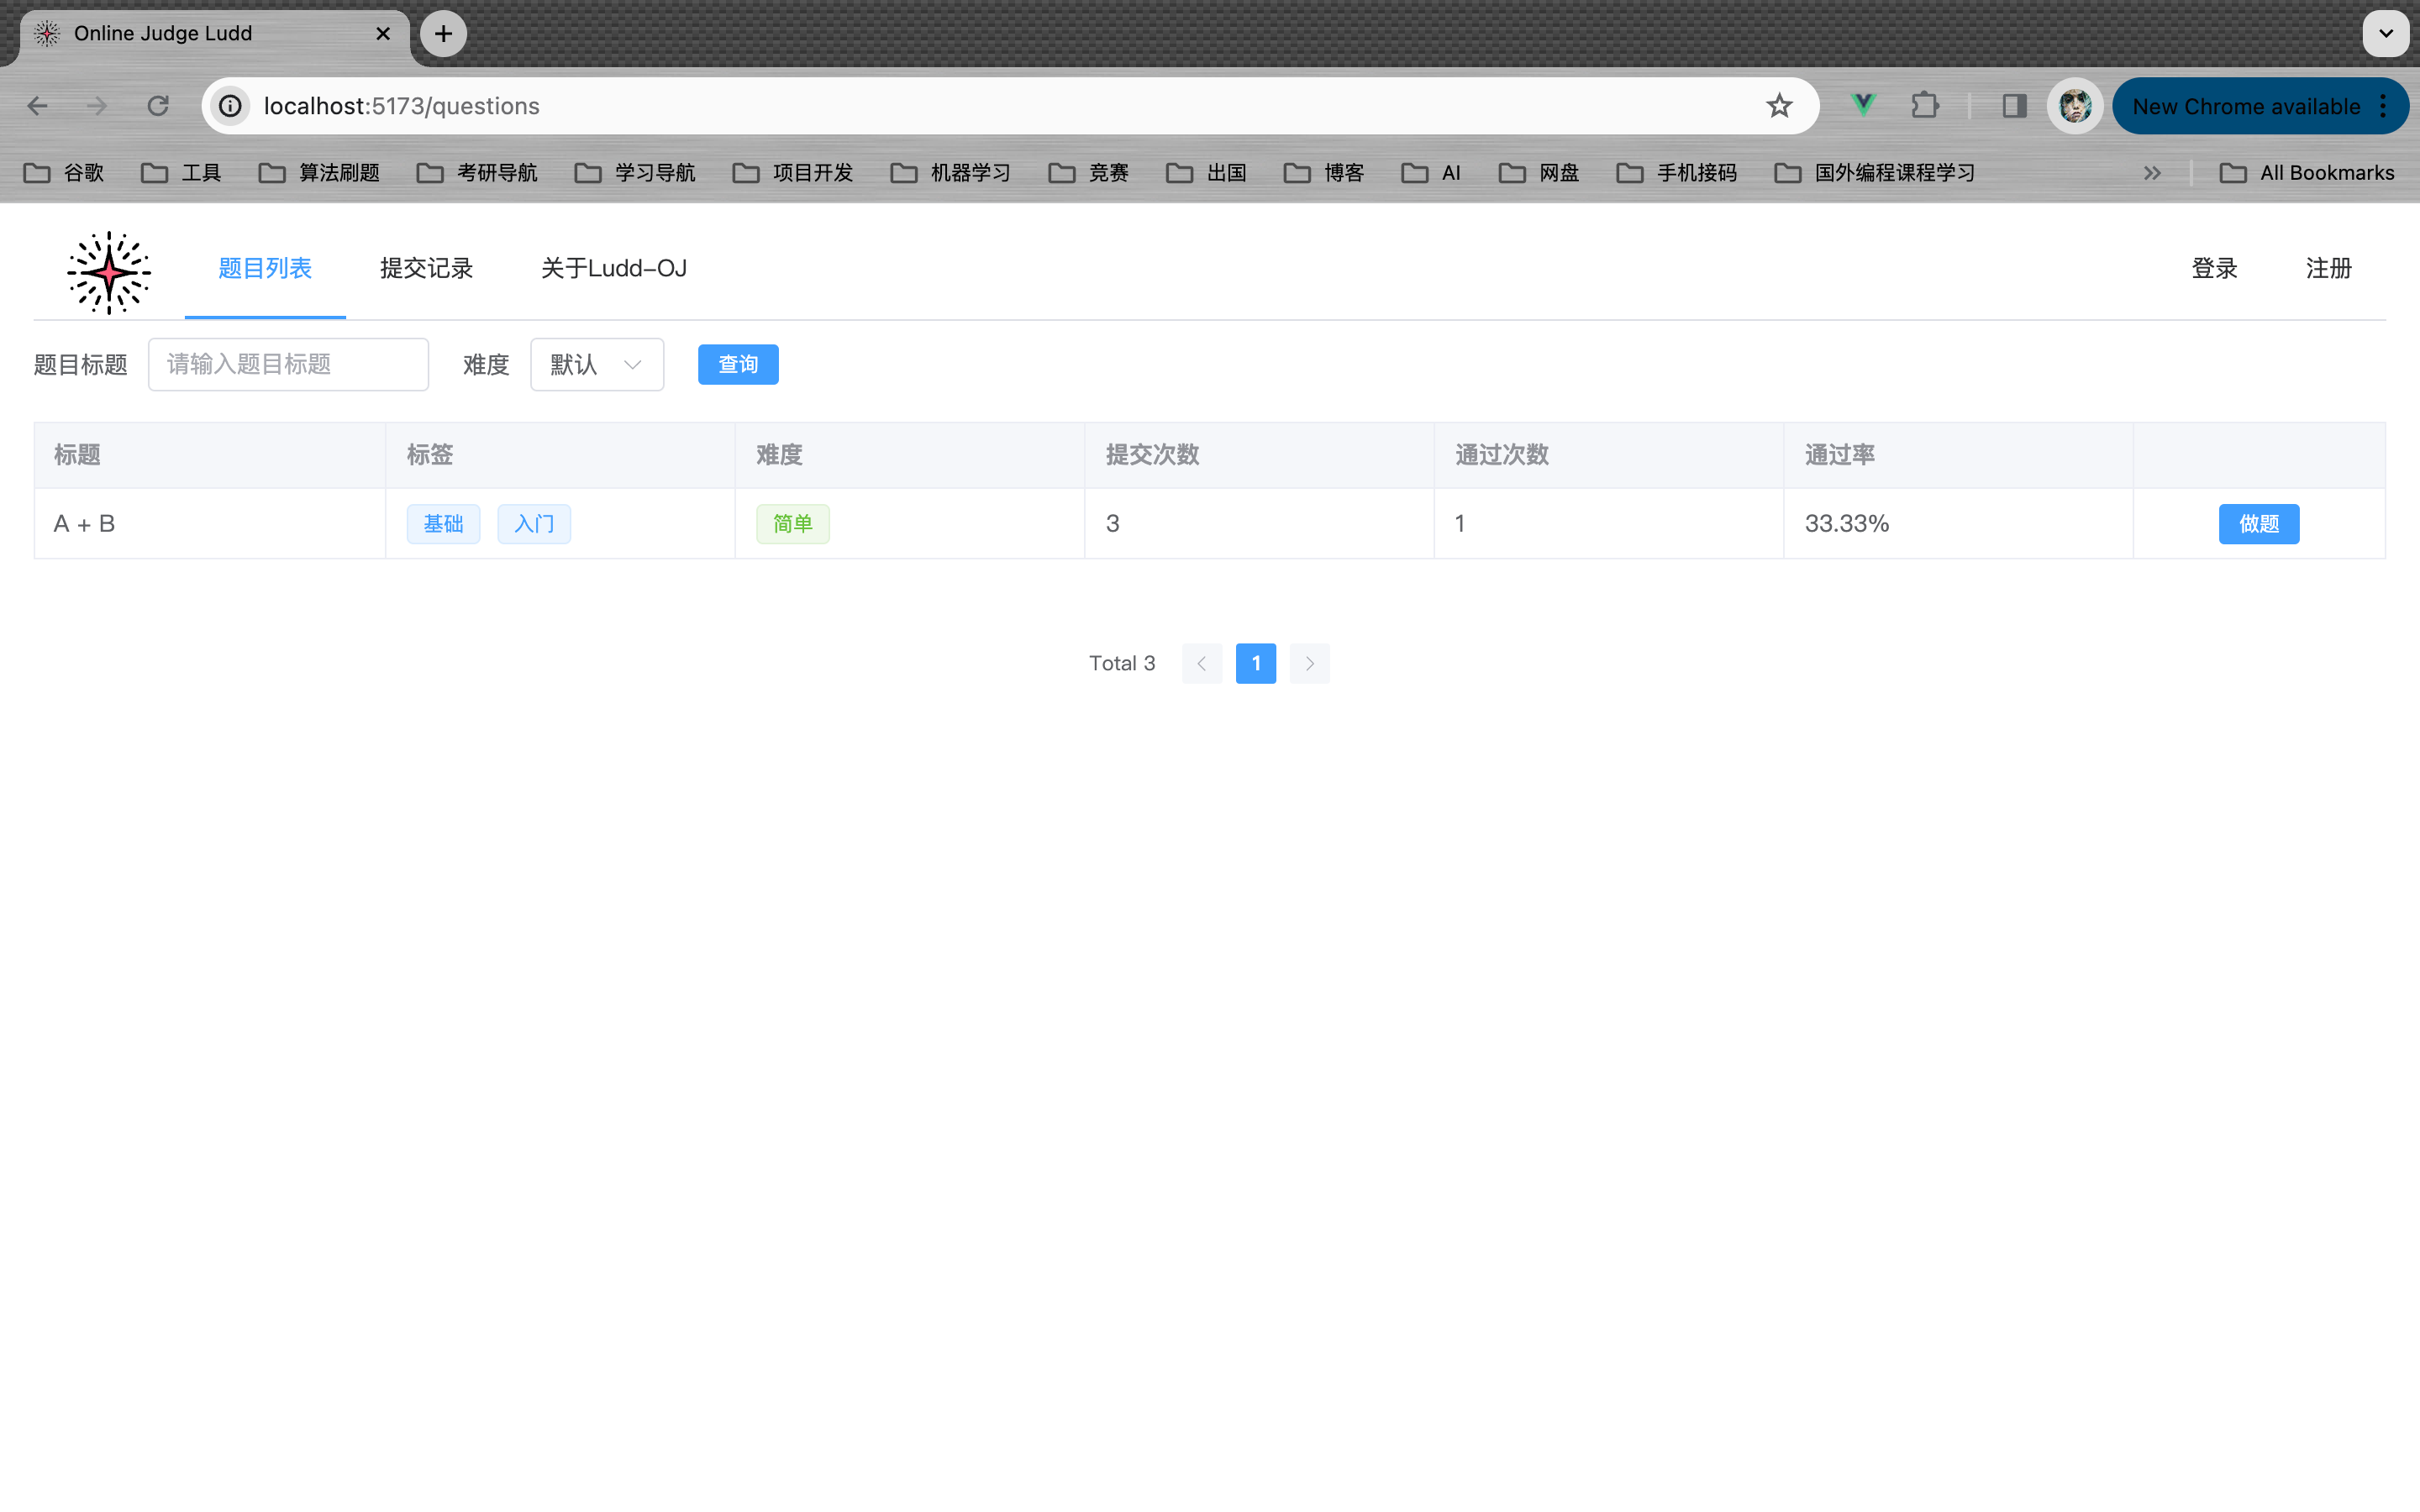 Online Judge Ludd
localhost:5173/questions
New Chrome available
谷歌 工具 算法刷题 考研导航 学习导航 项目开发 机器学习 竞赛 出国 博客 AI 网盘 手机接码 国外编程课程学习 All Bookmarks
题目列表 提交记录 关于Ludd-OJ 登录 注册
题目标题 请输入题目标题 难度 默认 查询
标题 标签 难度 提交次数 通过次数 通过率
A + B 基础 入门 简单 3 1 33.33% 做题
Total 3 1